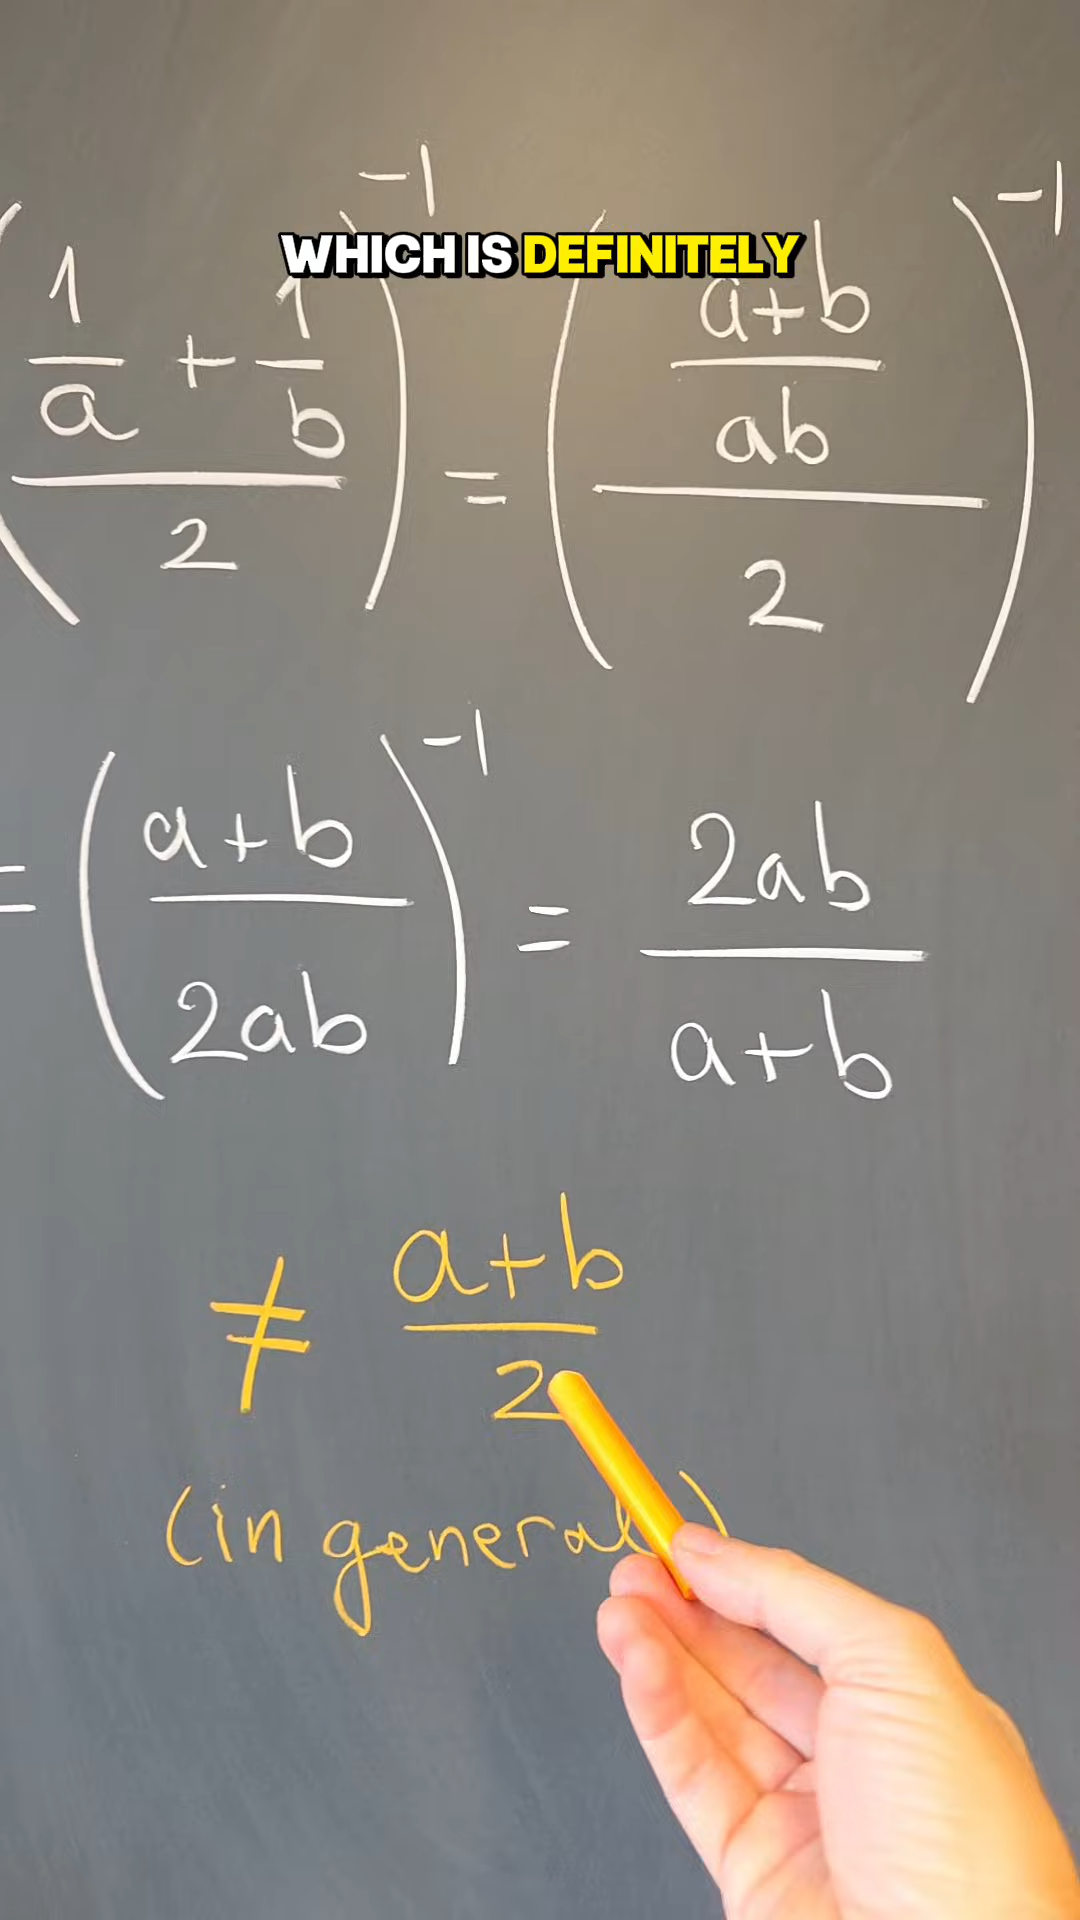 WHICH IS DEFINITELY
(1/a + 1/b / 2)^-1 = (a+b/ab / 2)^-1
= (a+b / 2ab)^-1 = 2ab / a+b
≠ a+b / 2
(in general)